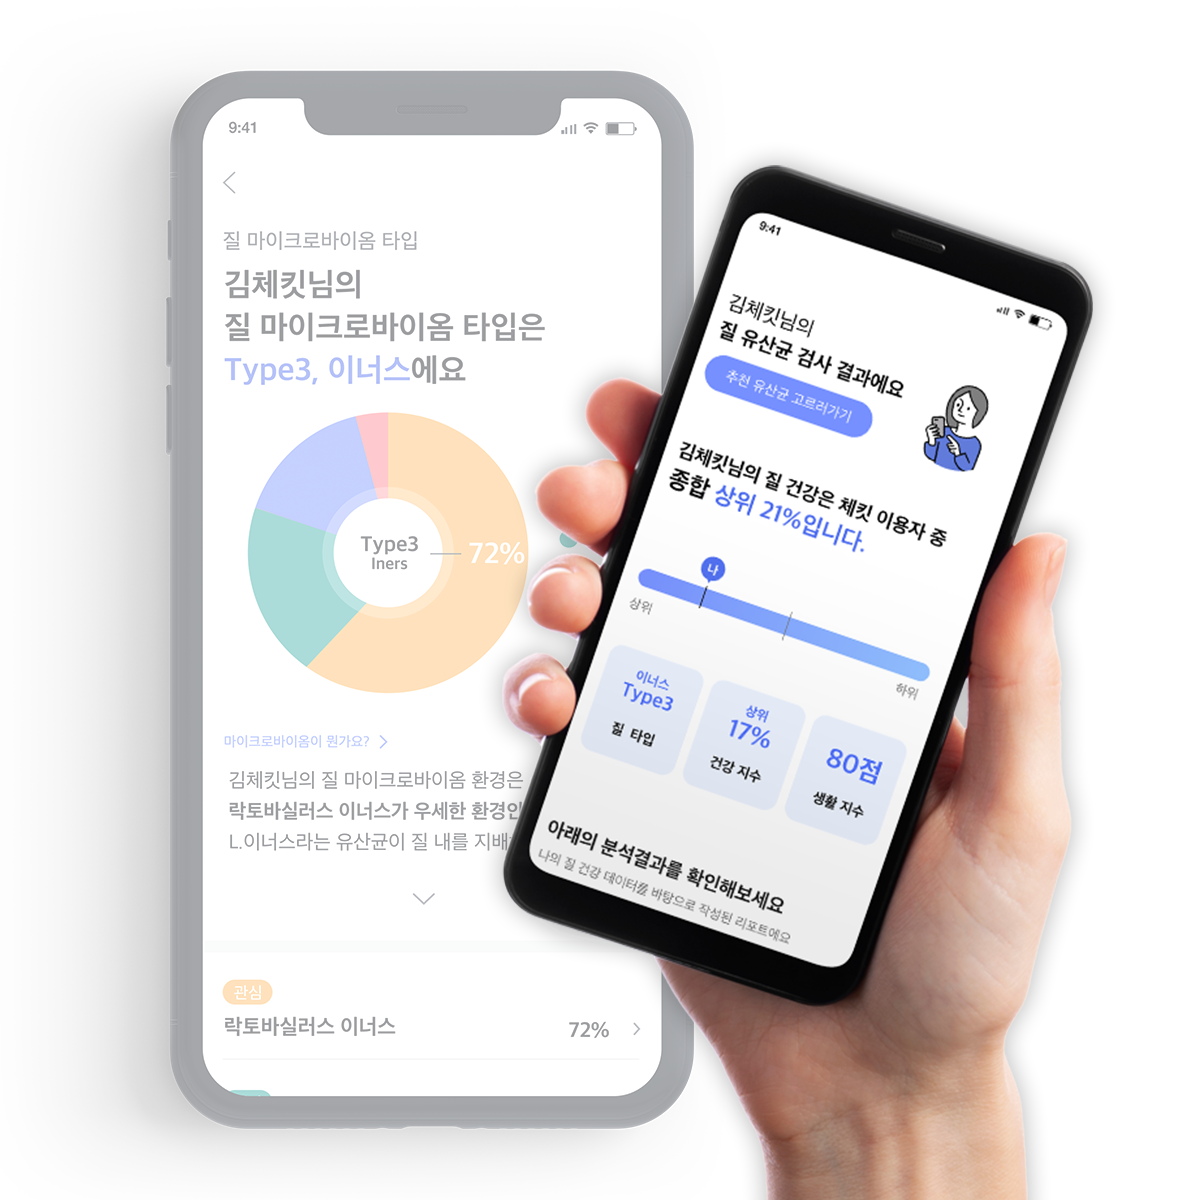 9:41
질 마이크로바이옴 타입
김체킷님의
질 마이크로바이옴 타입은
Type3, 이너스에요
Type3
Iners
72%
마이크로바이옴이 뭔가요?
김체킷님의 질 마이크로바이옴 환경은
락토바실러스 이너스가 우세한 환경인
L.이너스라는 유산균이 질 내를 지배
관심
락토바실러스 이너스
72%
9:41
김체킷님의
질 유산균 검사 결과에요
추천 유산균 고르러가기
김체킷님의 질 건강은 체킷 이용자 중
종합 상위 21%입니다.
나
상위
하위
이너스
Type3
질 타입
상위
17%
건강 지수
80점
생활 지수
아래의 분석결과를 확인해보세요
나의 질 건강 데이터를 바탕으로 작성된 리포트에요